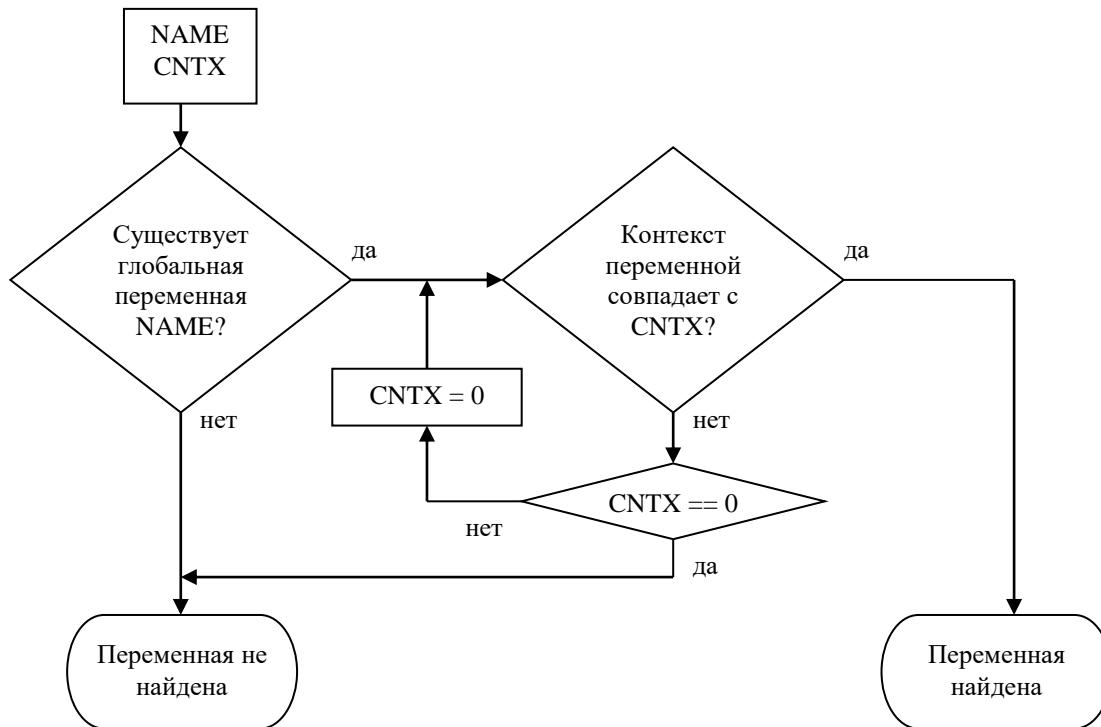 NAME
CNTX
Существует
глобальная
переменная
NAME?
да
Контекст
переменной
совпадает с
CNTX?
да
CNTX = 0
нет
нет
CNTX == 0
нет
да
Переменная не
найдена
Переменная
найдена